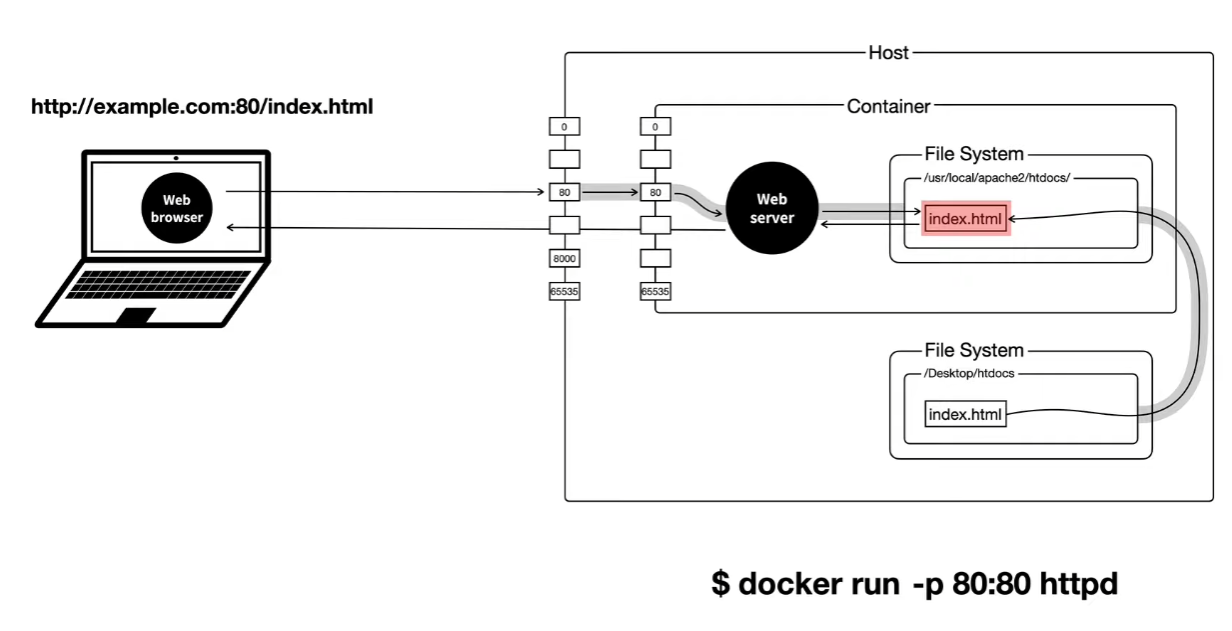 Host
http://example.com:80/index.html
Container
0
0
File System
/usr/local/apache2/htdocs/
Web
browser
80
80
Web
server
index.html
8000
65535
65535
File System
/Desktop/htdocs
index.html
$ docker run -p 80:80 httpd